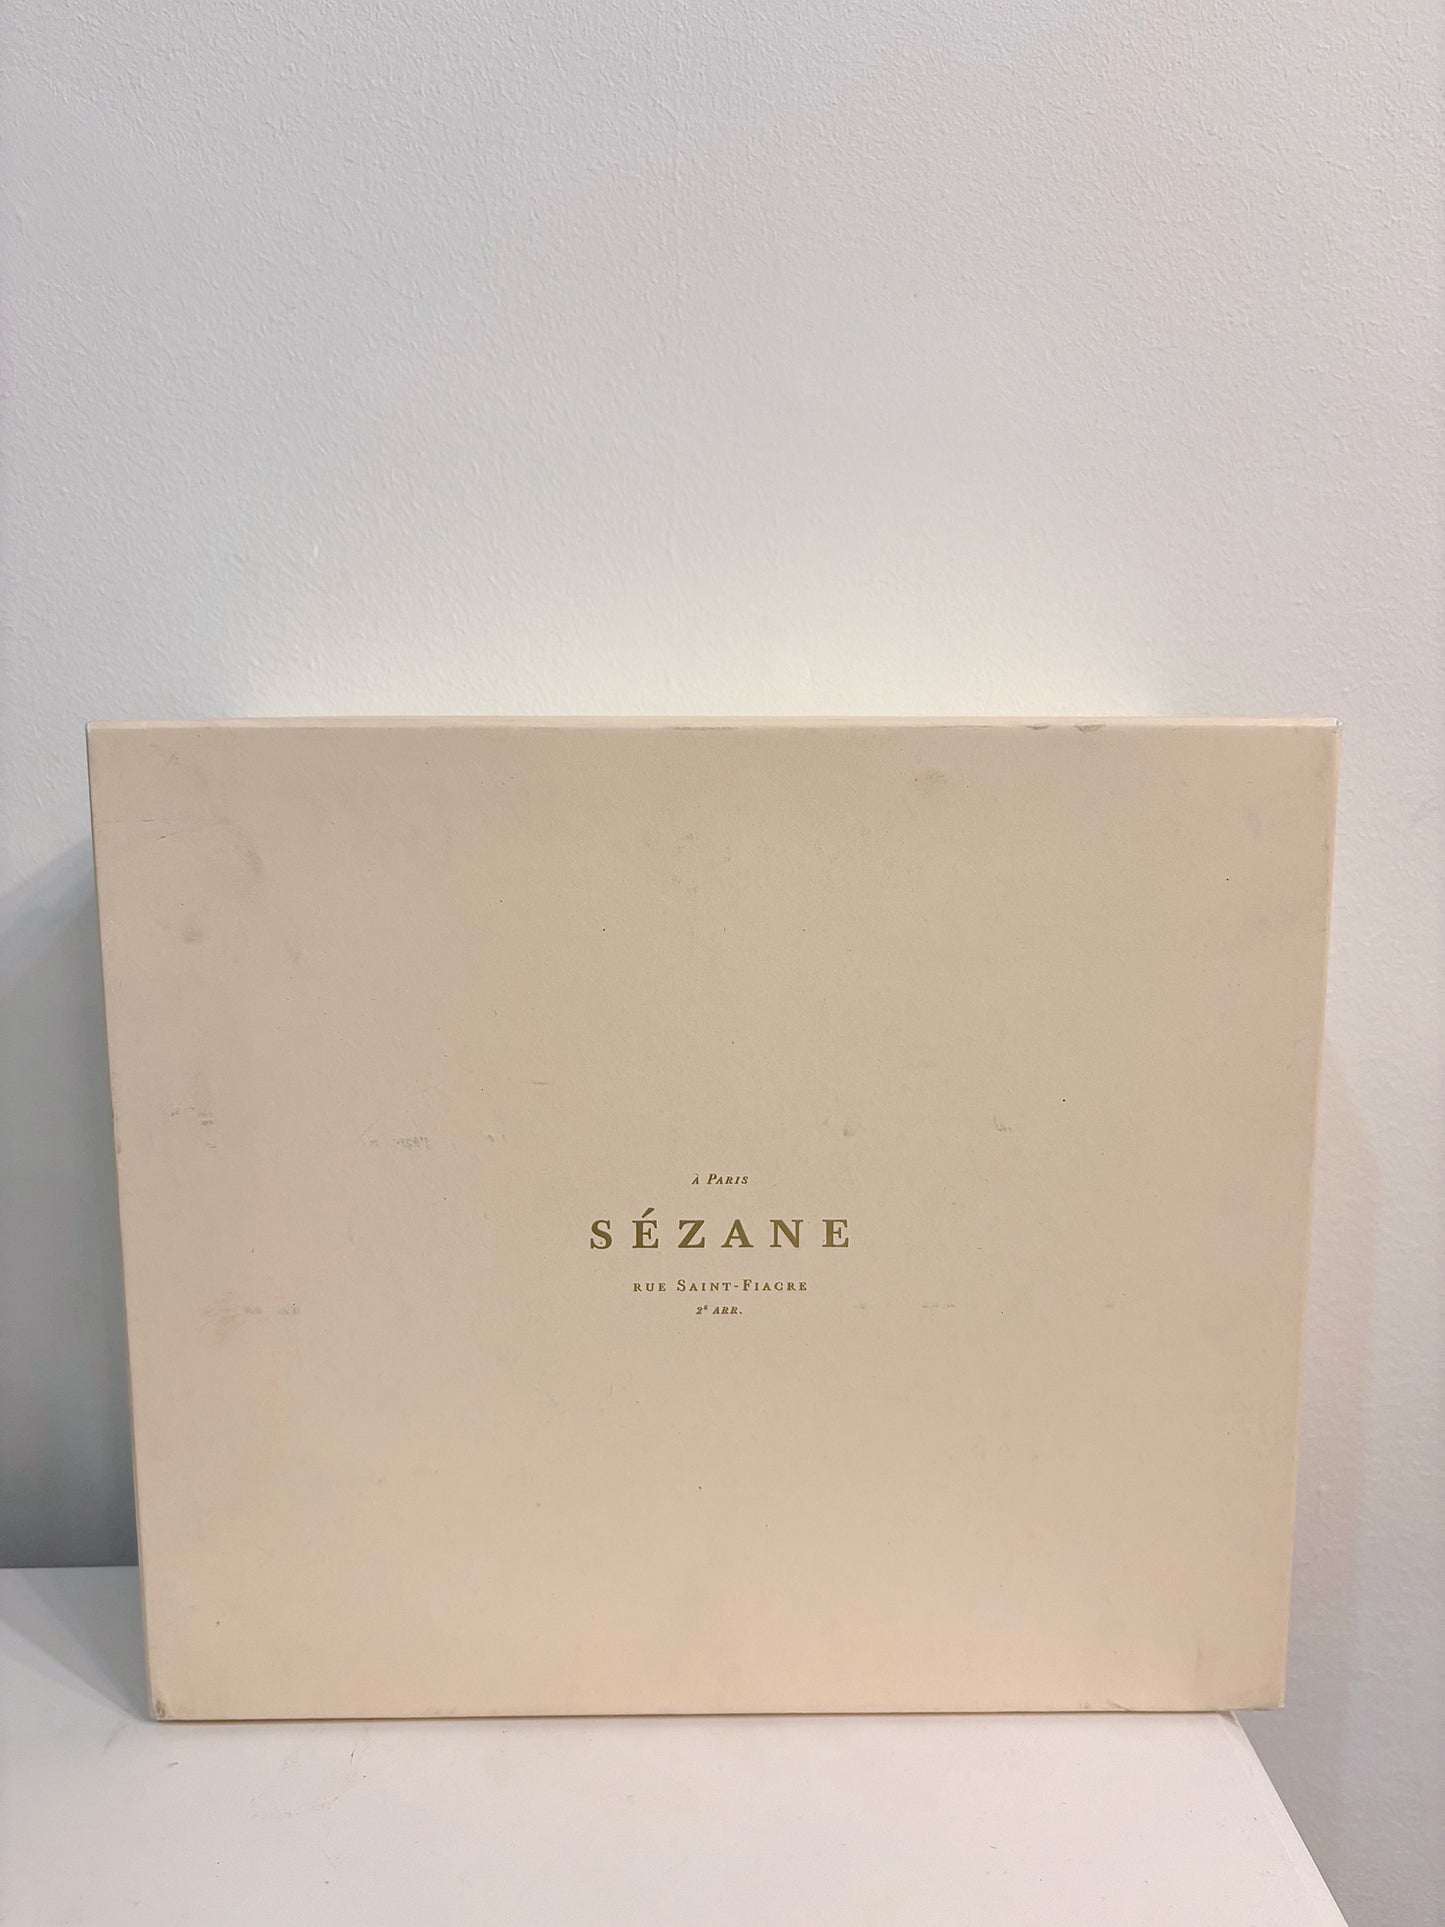 À PARIS
SÉZANE
RUE SAINT-FIACRE
2E ARR.